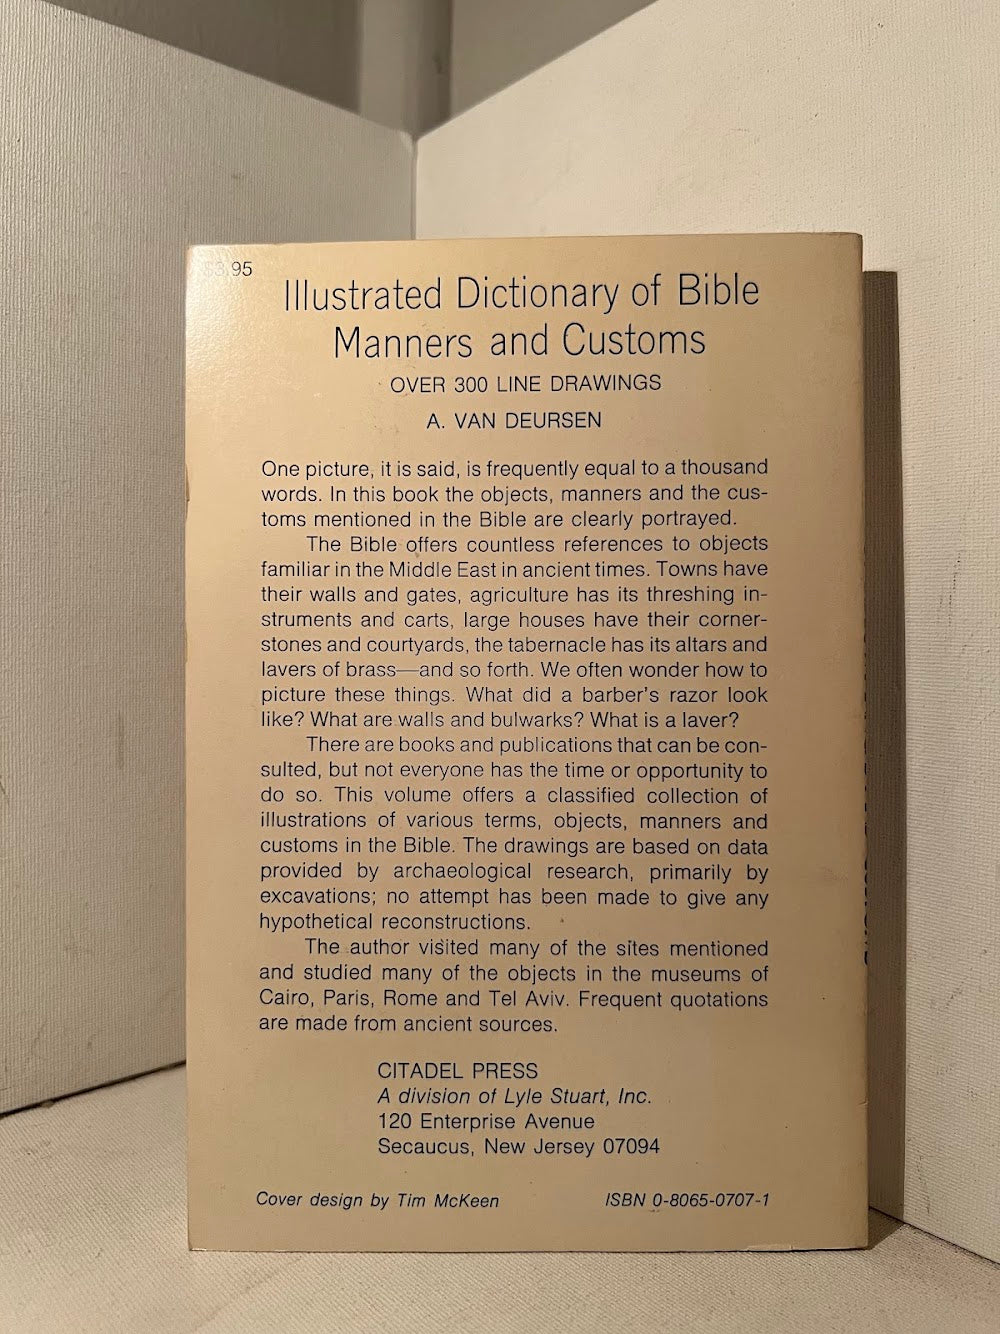 $3.95
Illustrated Dictionary of Bible
Manners and Customs
OVER 300 LINE DRAWINGS
A. VAN DEURSEN
One picture, it is said, is frequently equal to a thousand
words. In this book the objects, manners and the cus-
toms mentioned in the Bible are clearly portrayed.
The Bible offers countless references to objects
familiar in the Middle East in ancient times. Towns have
their walls and gates, agriculture has its threshing in-
struments and carts, large houses have their corner-
stones and courtyards, the tabernacle has its altars and
lavers of brass—and so forth. We often wonder how to
picture these things. What did a barber's razor look
like? What are walls and bulwarks? What is a laver?
There are books and publications that can be con-
sulted, but not everyone has the time or opportunity to
do so. This volume offers a classified collection of
illustrations of various terms, objects, manners and
customs in the Bible. The drawings are based on data
provided by archaeological research, primarily by
excavations; no attempt has been made to give any
hypothetical reconstructions.
The author visited many of the sites mentioned
and studied many of the objects in the museums of
Cairo, Paris, Rome and Tel Aviv. Frequent quotations
are made from ancient sources.
CITADEL PRESS
A division of Lyle Stuart, Inc.
120 Enterprise Avenue
Secaucus, New Jersey 07094
Cover design by Tim McKeen
ISBN 0-8065-0707-1